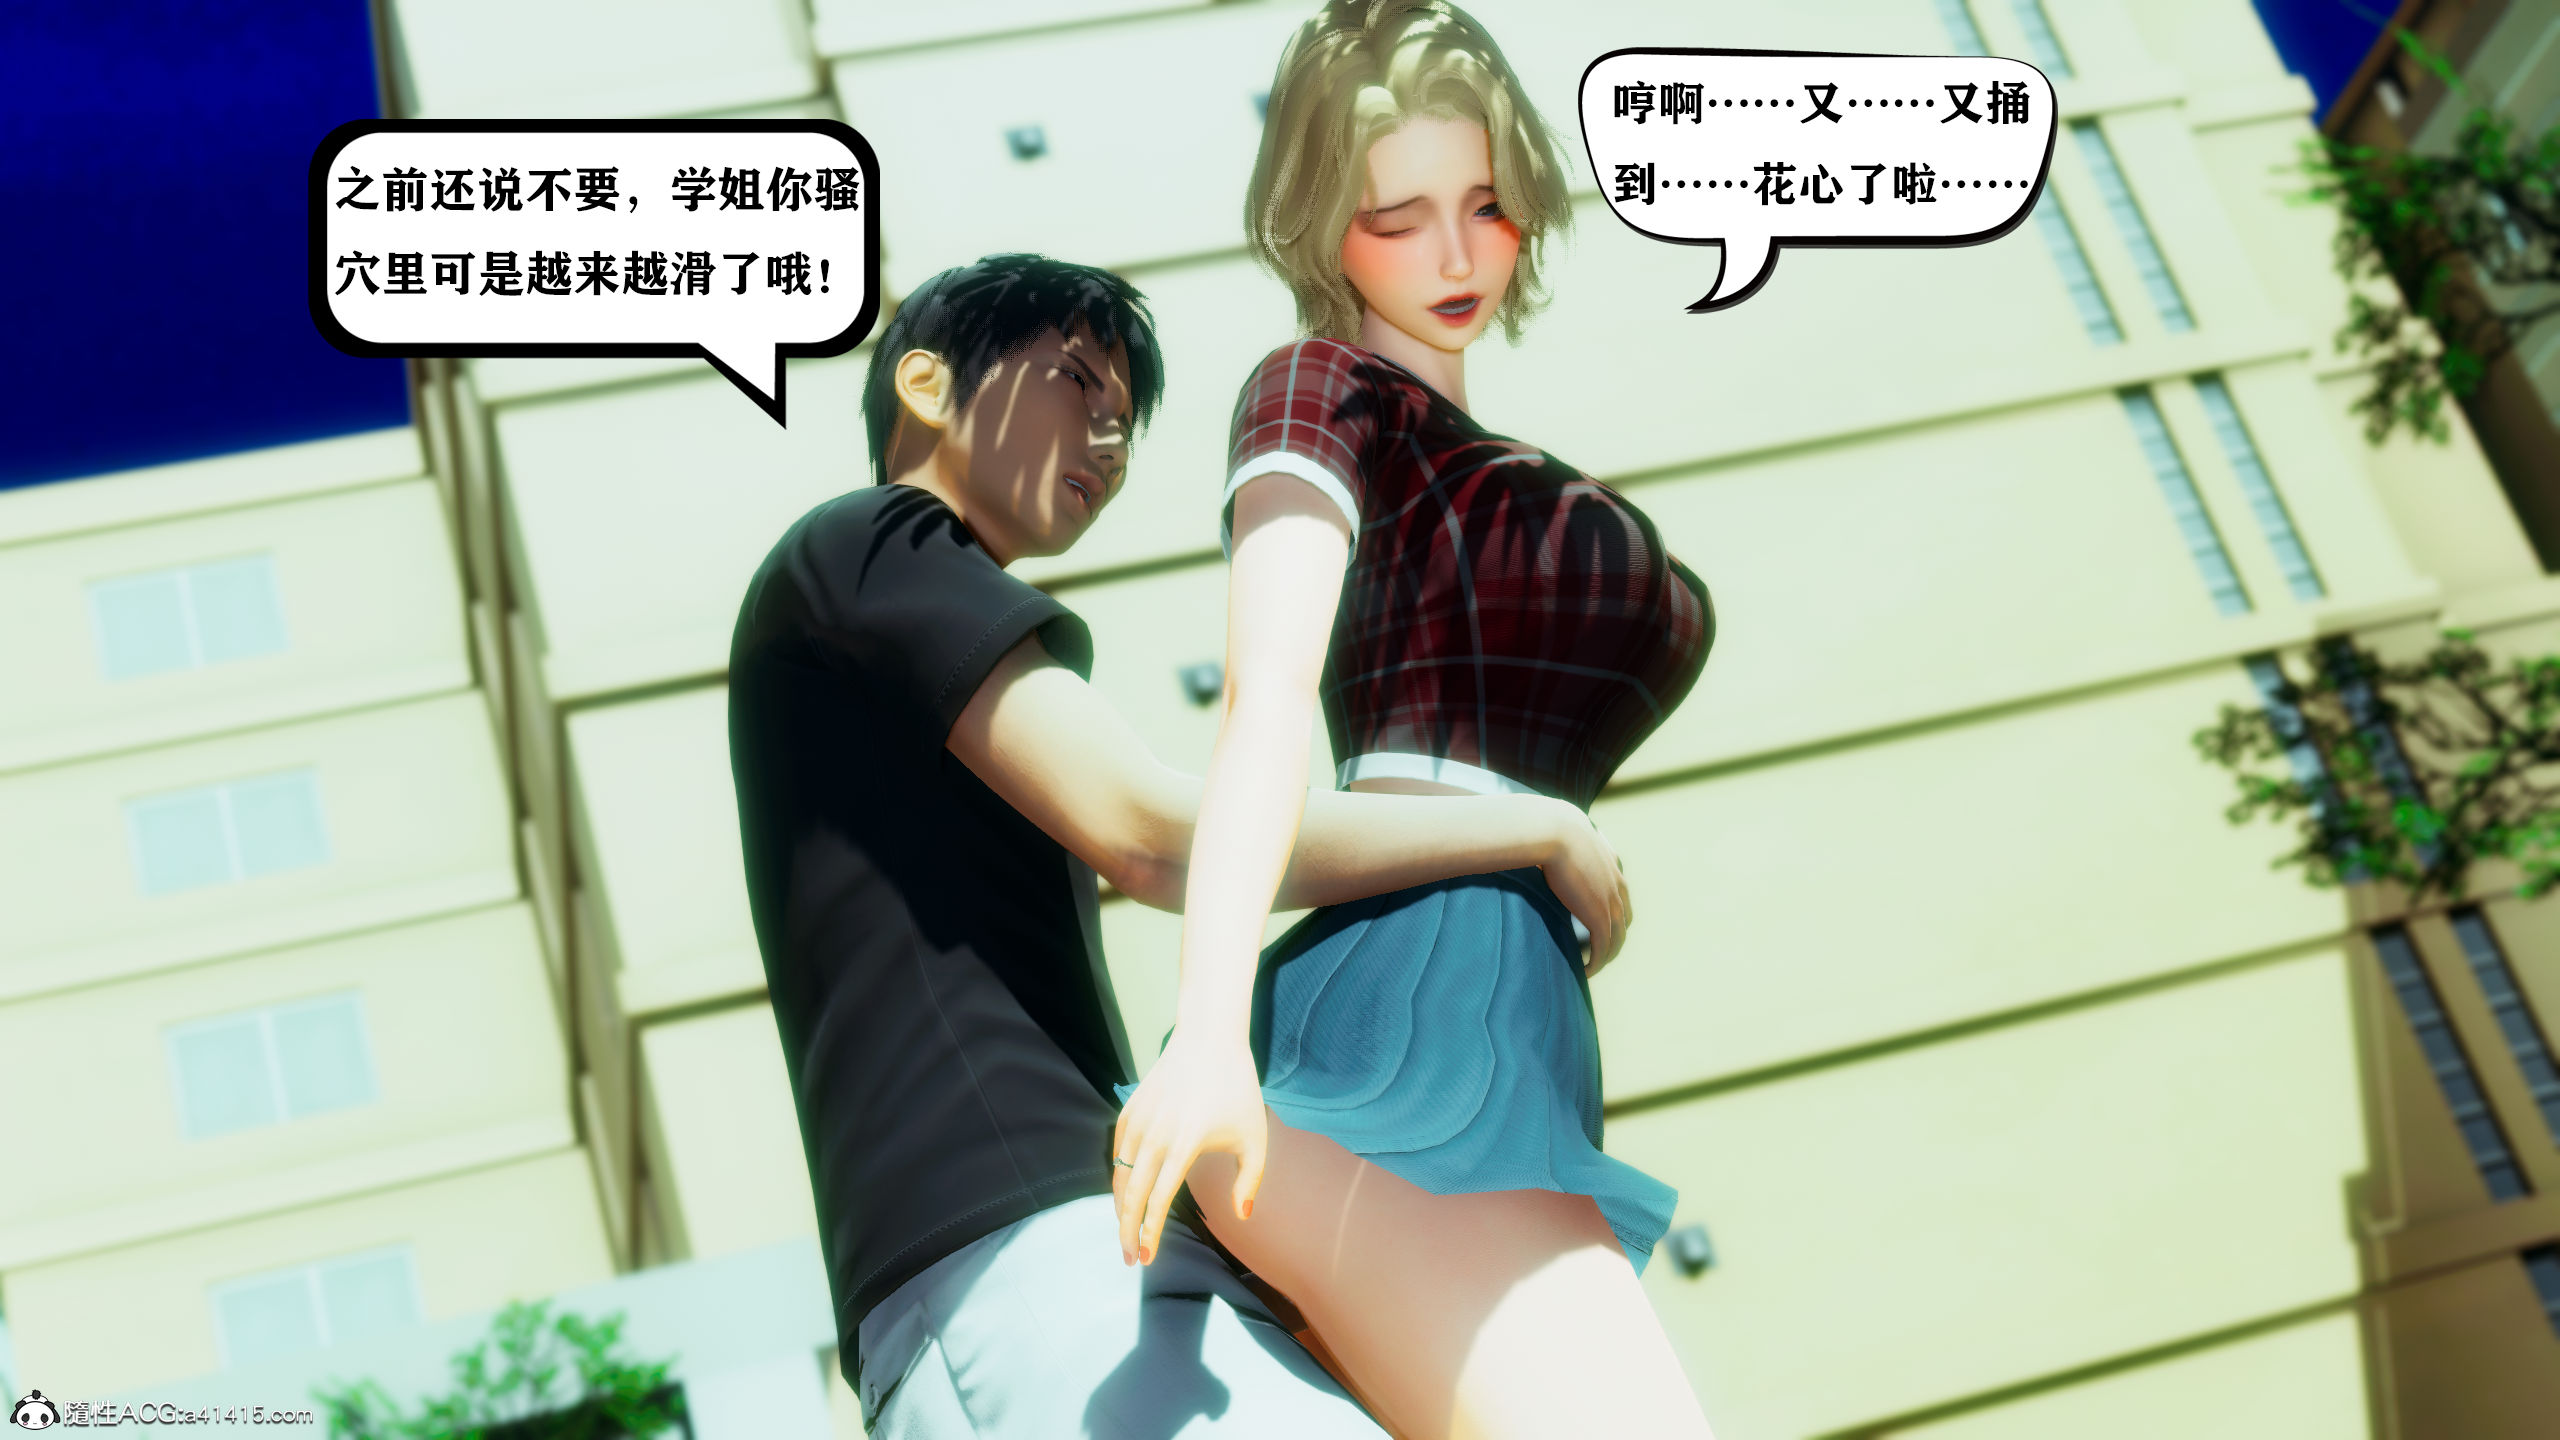 之前还说不要，学姐你骚
穴里可是越来越滑了哦！
哼啊……又……又捅
到……花心了啦……
隨性ACG:a41415.com